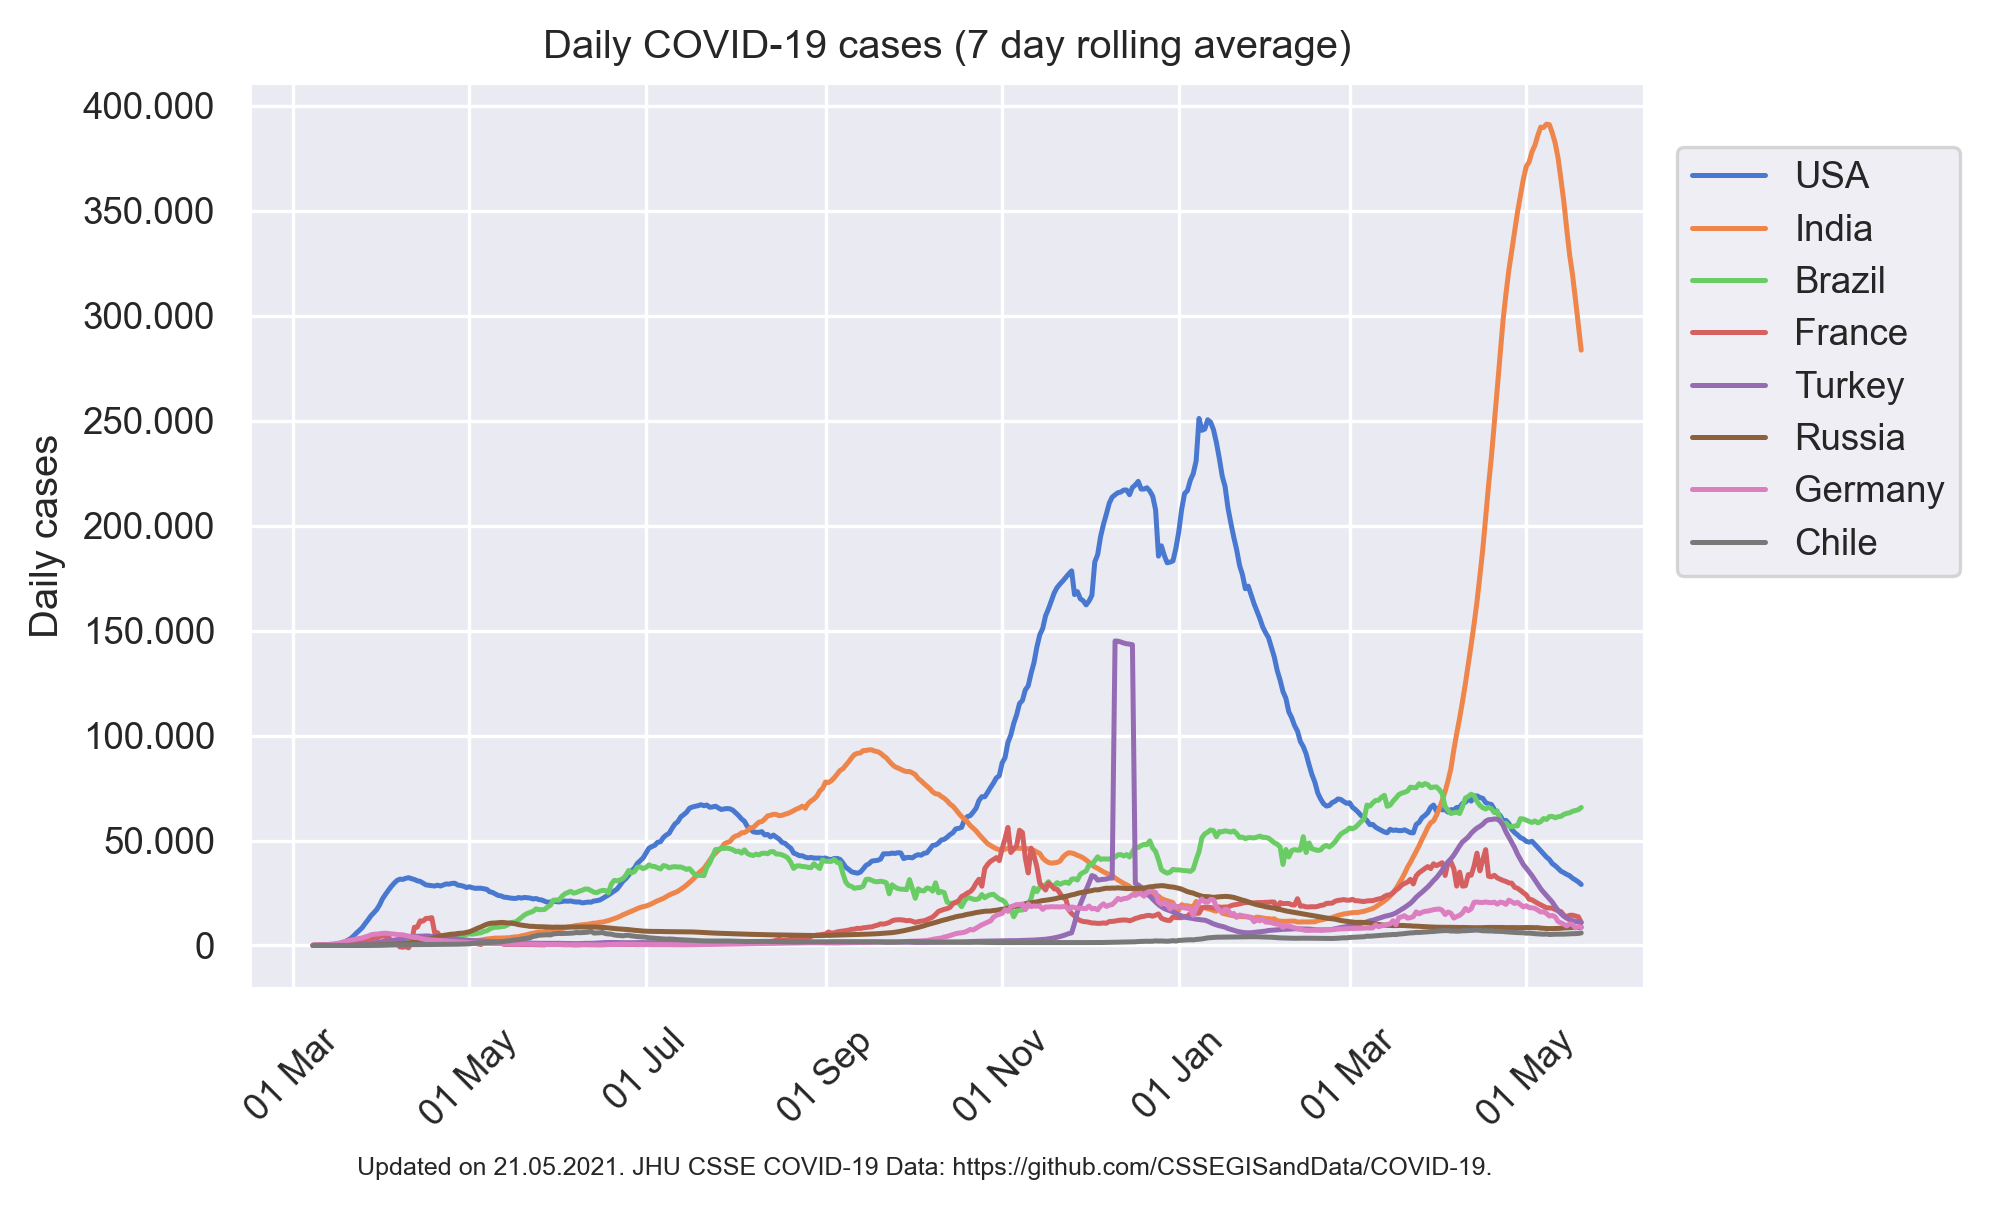 Daily COVID-19 cases (7 day rolling average)
400.000
350.000
300.000
250.000
200.000
150.000
100.000
50.000
0
Daily cases
USA
India
Brazil
France
Turkey
Russia
Germany
Chile
01 Mar
01 May
01 Jul
01 Sep
01 Nov
01 Jan
01 Mar
01 May
Updated on 21.05.2021. JHU CSSE COVID-19 Data: https://github.com/CSSEGISandData/COVID-19.